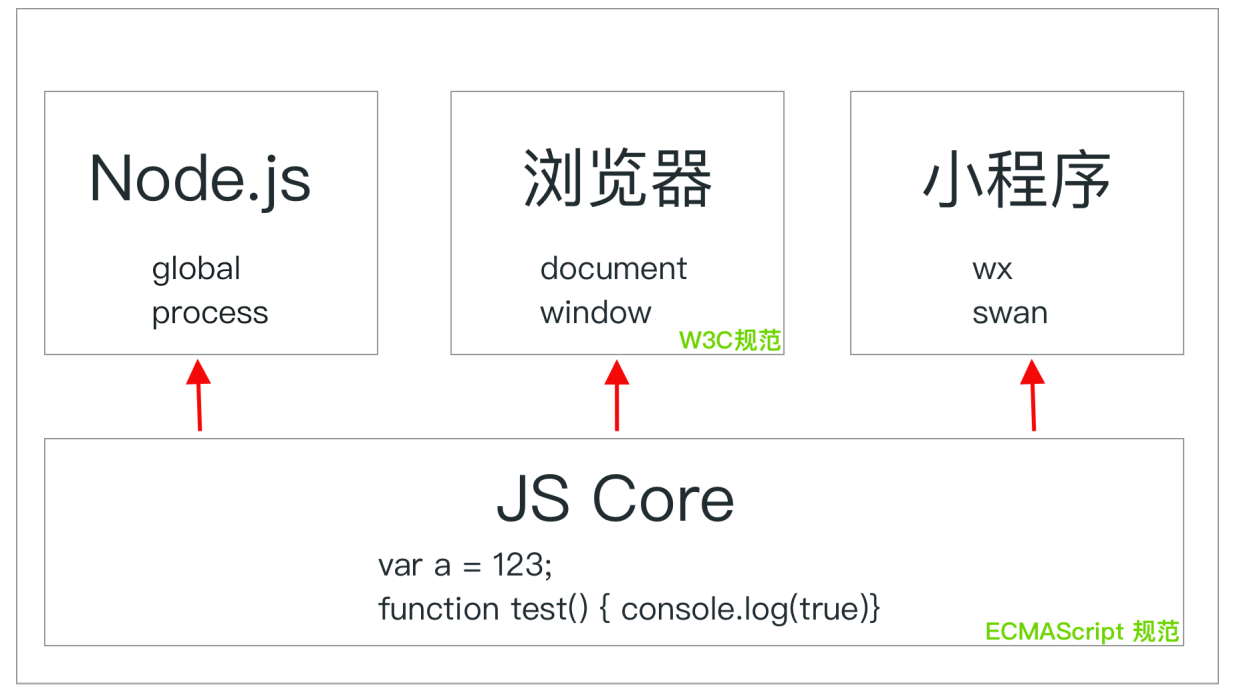 Node.js
global
process
浏览器
document
window
W3C规范
小程序
wx
swan
JS Core
var a = 123;
function test() { console.log(true)}
ECMAScript 规范